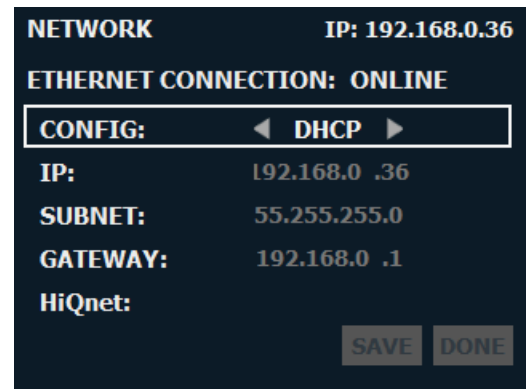 NETWORK IP: 192.168.0.36
ETHERNET CONNECTION: ONLINE
CONFIG: ◀ DHCP ▶
IP: 192.168.0 .36
SUBNET: 55.255.255.0
GATEWAY: 192.168.0 .1
HiQnet:
SAVE DONE